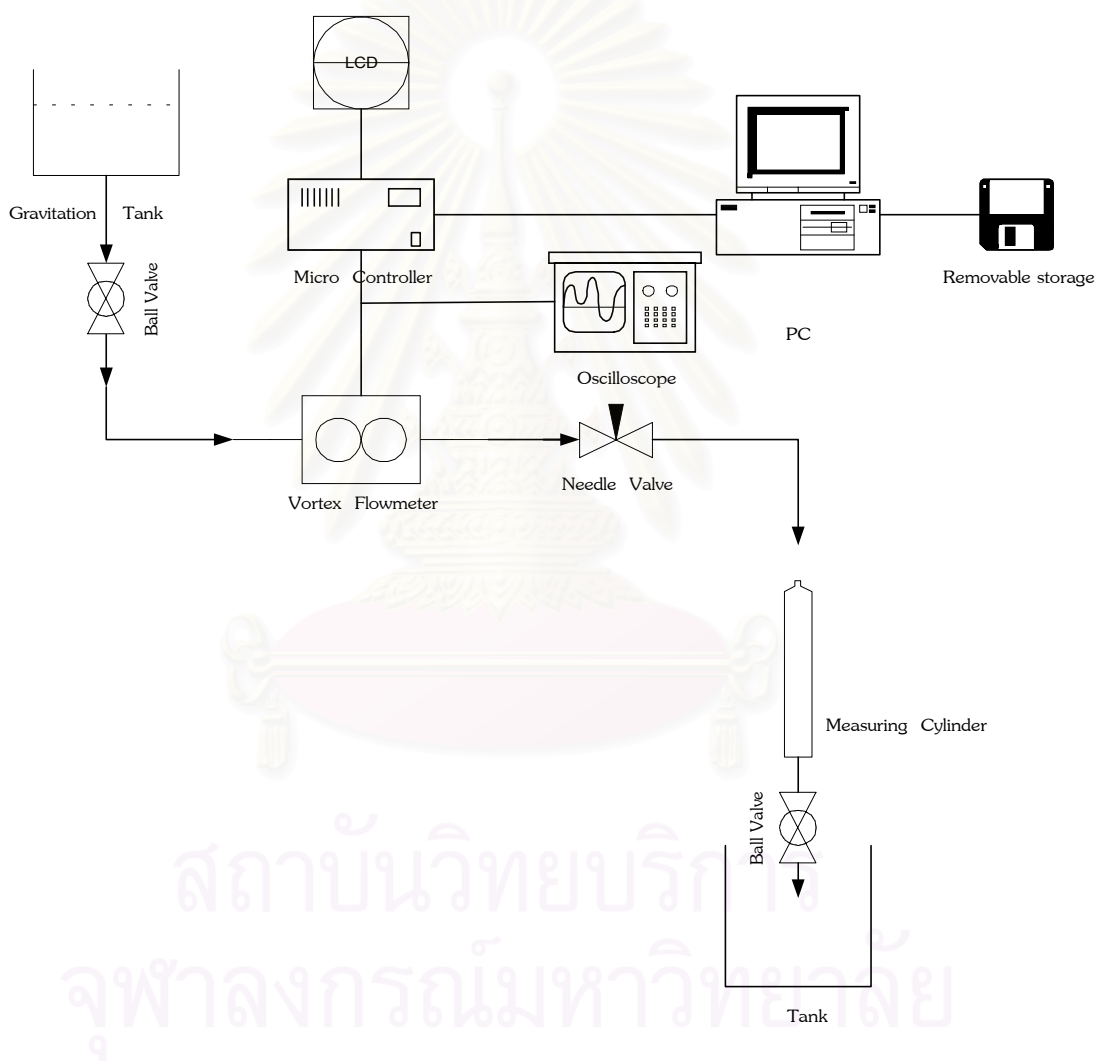 LCD
Gravitation Tank
Ball Valve
Micro Controller
Removable storage
PC
Oscilloscope
Needle Valve
Vortex Flowmeter
Measuring Cylinder
Ball Valve
Tank
สถาบันวิทยบริการ
จุฬาลงกรณ์มหาวิทยาลัย